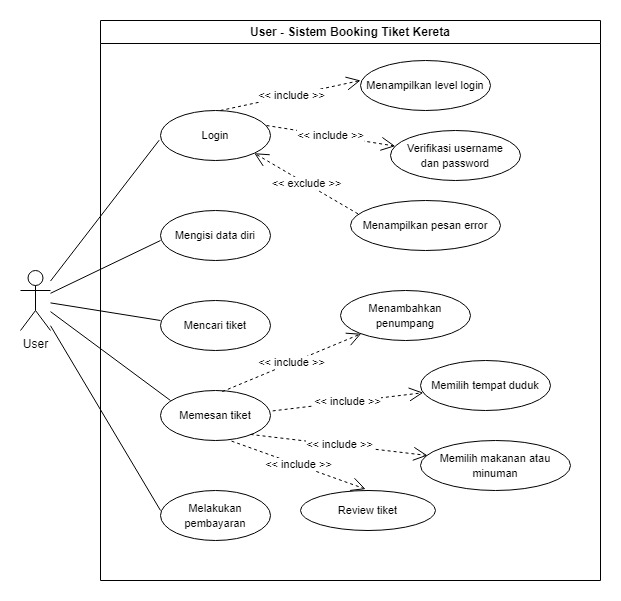 User - Sistem Booking Tiket Kereta
<< include >>
Menampilkan level login
Login
<< include >>
Verifikasi username
dan password
<< exclude >>
Menampilkan pesan error
Mengisi data diri
User
Mencari tiket
Menambahkan
penumpang
<< include >>
Memesan tiket
<< include >>
Memilih tempat duduk
<< include >>
Memilih makanan atau
minuman
<< include >>
Review tiket
Melakukan
pembayaran